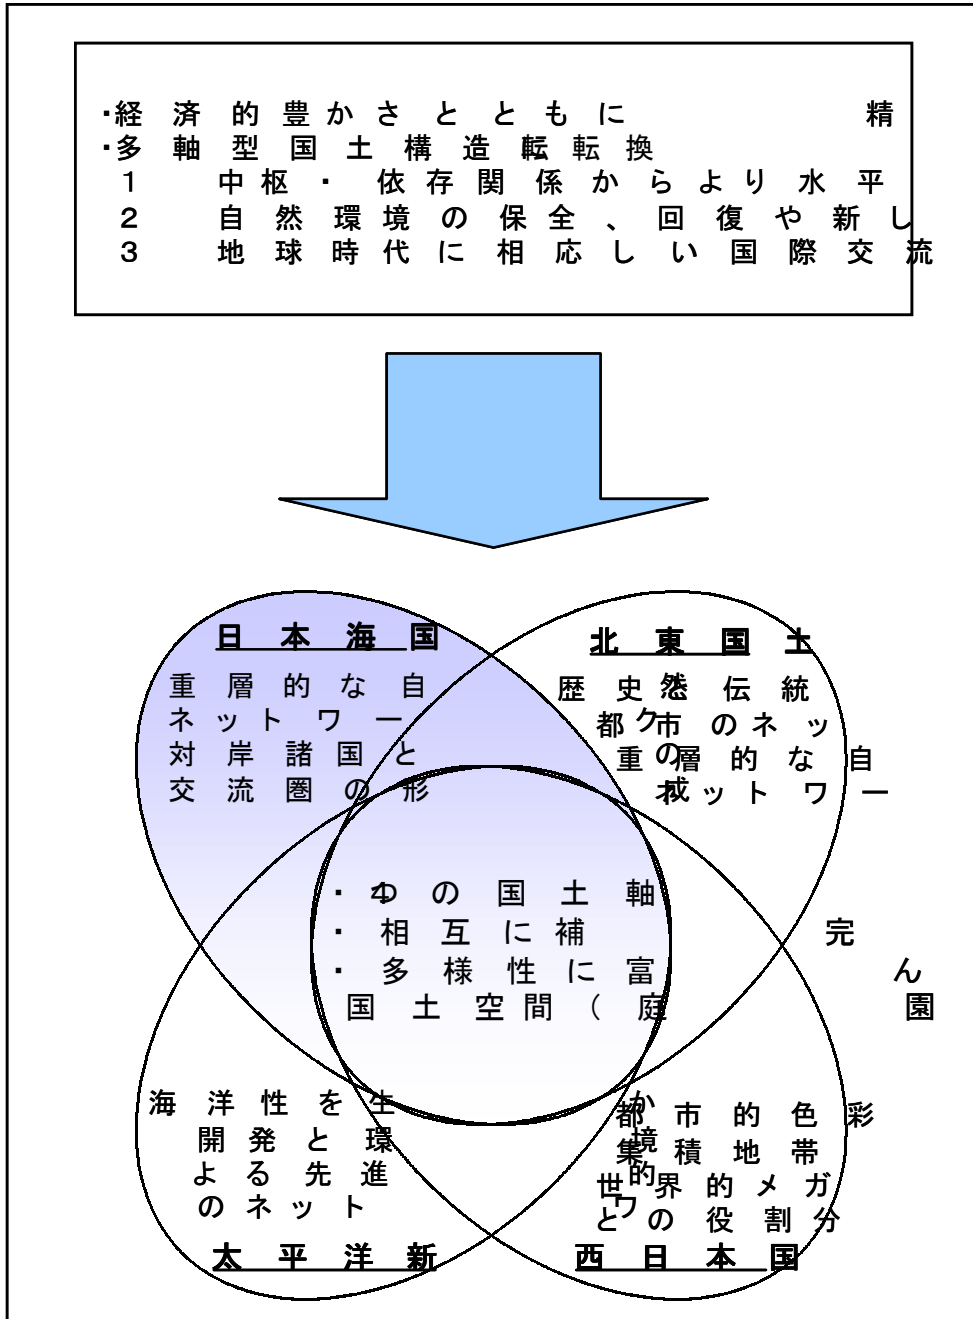 ・経済的豊かさとともに 精
・多軸型国土構造転転換
1 中枢・依存関係からより水平
2 自然環境の保全、回復や新し
3 地球時代に相応しい国際交流
日本海国
重層的な自
ネットワー
対岸諸国と
交流圏の形
北東国土
歴史 伝統
都市のネッ
重層的な自
ネットワー
然
ク
の
成
・ の国土軸
・相互に補
・多様性に富
国土空間(庭
完
ん
園
海洋性を生
開発と環
よる先進
のネット
太平洋新
か
境
的
ワ
都市的色彩
集積地帯
世界的メガ
との役割分
西日本国